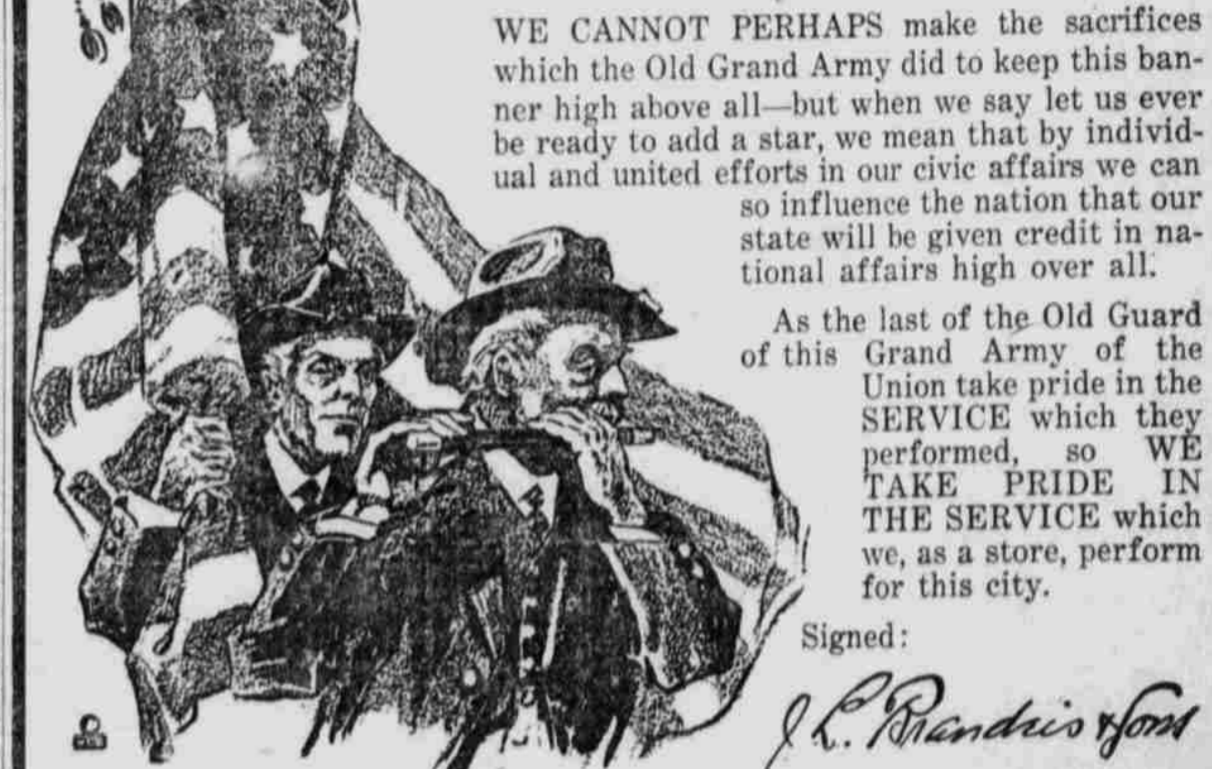 WE CANNOT PERHAPS make the sacrifices
which the Old Grand Army did to keep this ban-
ner high above all—but when we say let us ever
be ready to add a star, we mean that by individ-
ual and united efforts in our civic affairs we can
so influence the nation that our
state will be given credit in na-
tional affairs high over all.
As the last of the Old Guard
of this Grand Army of the
Union take pride in the
SERVICE which they
performed, so WE
TAKE PRIDE IN
THE SERVICE which
we, as a store, perform
for this city.
Signed:
J L. Brandeis & Sons